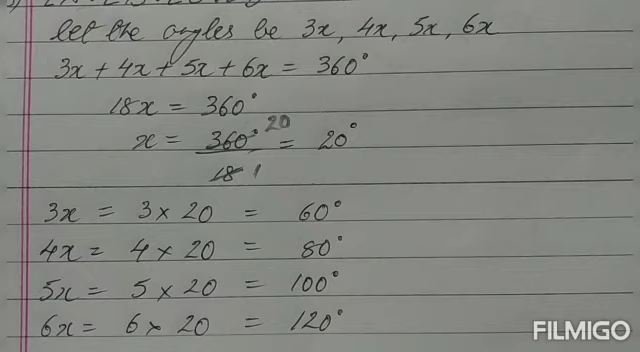 let the angles be 3x, 4x, 5x, 6x
3x + 4x + 5x + 6x = 360°
18x = 360°
x = 360° 20 = 20°
18 1
3x = 3 × 20 = 60°
4x = 4 × 20 = 80°
5x = 5 × 20 = 100°
6x = 6 × 20 = 120°
FILMIGO